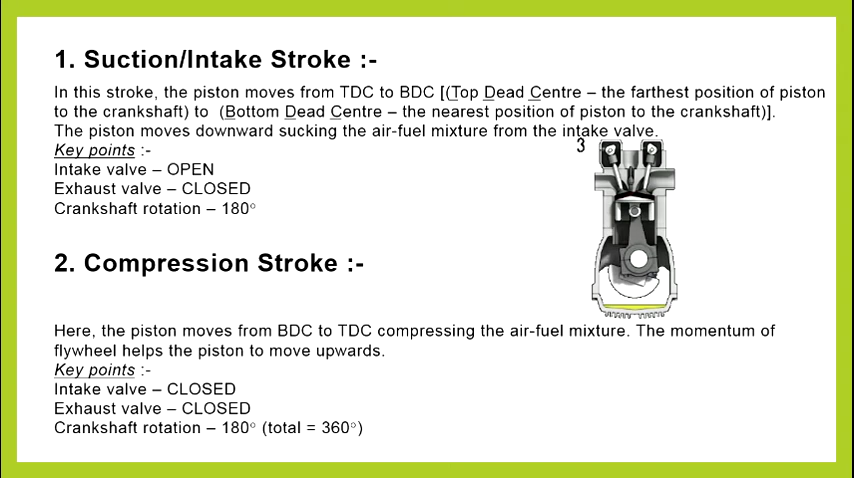 1. Suction/Intake Stroke :-
In this stroke, the piston moves from TDC to BDC [(Top Dead Centre – the farthest position of piston
to the crankshaft) to (Bottom Dead Centre – the nearest position of piston to the crankshaft)].
The piston moves downward sucking the air-fuel mixture from the intake valve.
Key points :-
Intake valve – OPEN
Exhaust valve – CLOSED
Crankshaft rotation – 180°
3
2. Compression Stroke :-
Here, the piston moves from BDC to TDC compressing the air-fuel mixture. The momentum of
flywheel helps the piston to move upwards.
Key points :-
Intake valve – CLOSED
Exhaust valve – CLOSED
Crankshaft rotation – 180° (total = 360°)